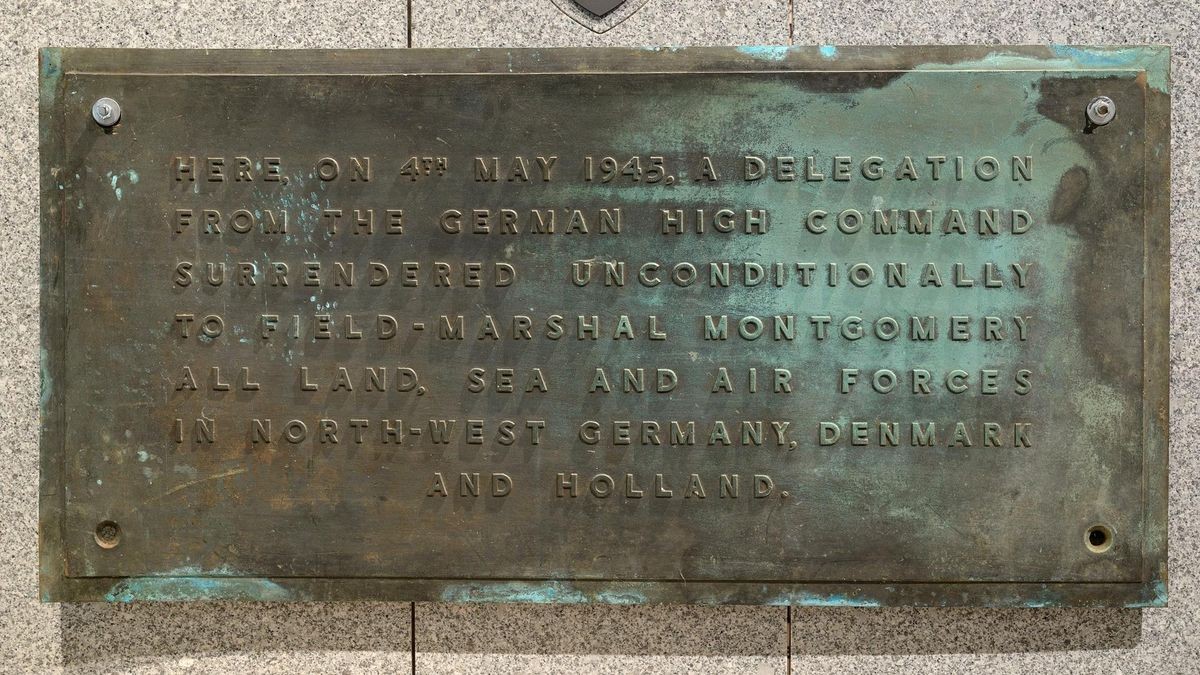 HERE, ON 4TH MAY 1945, A DELEGATION
FROM THE GERMAN HIGH COMMAND
SURRENDERED UNCONDITIONALLY
TO FIELD-MARSHAL MONTGOMERY
ALL LAND, SEA AND AIR FORCES
IN NORTH-WEST GERMANY, DENMARK
AND HOLLAND.